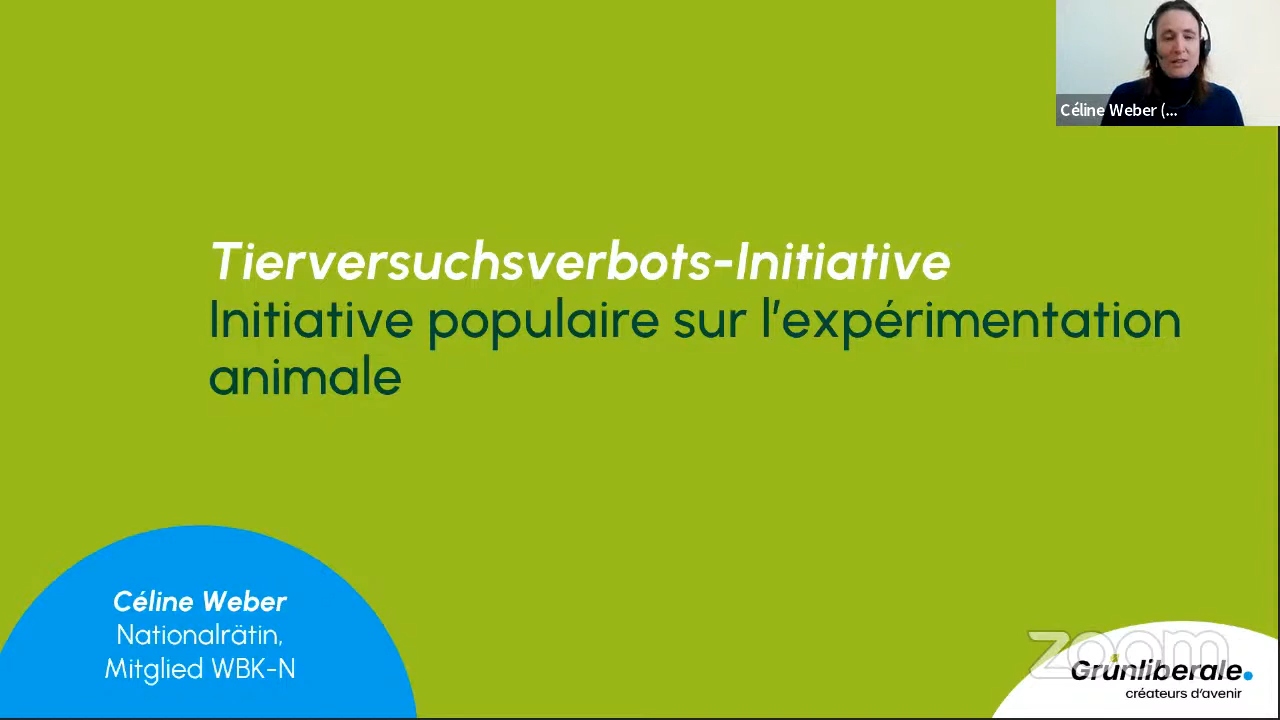 Céline Weber (...
Tierversuchsverbots-Initiative
Initiative populaire sur l'expérimentation
animale
Céline Weber
Nationalrätin,
Mitglied WBK-N
zoom
Grünliberale.
créateurs d'avenir